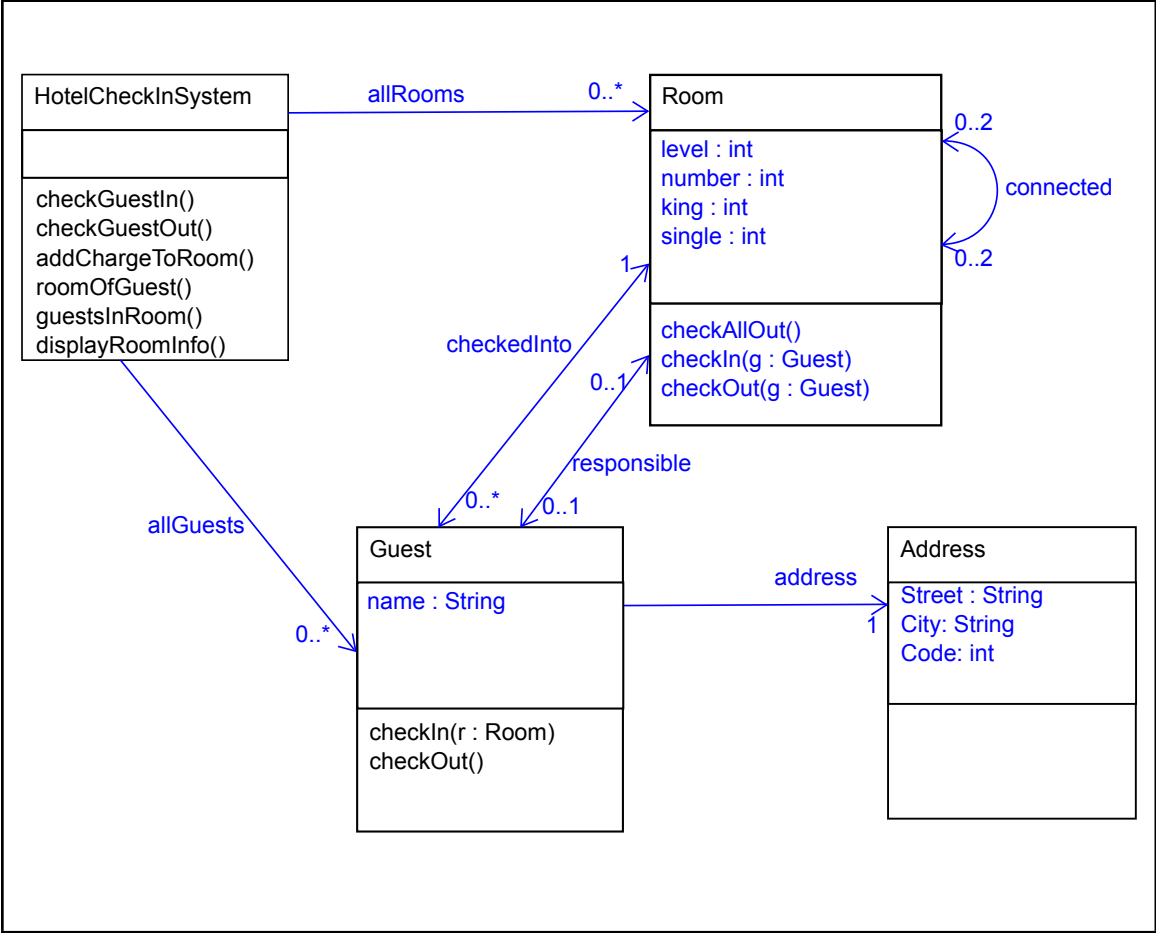 HotelCheckInSystem
checkGuestIn()
checkGuestOut()
addChargeToRoom()
roomOfGuest()
guestsInRoom()
displayRoomInfo()
allRooms
0..*
Room
level : int
number : int
king : int
single : int
checkAllOut()
checkIn(g : Guest)
checkOut(g : Guest)
0..2
connected
0..2
1
checkedInto
0..*
0..1
responsible
0..1
allGuests
0..*
Guest
name : String
checkIn(r : Room)
checkOut()
address
1
Address
Street : String
City: String
Code: int